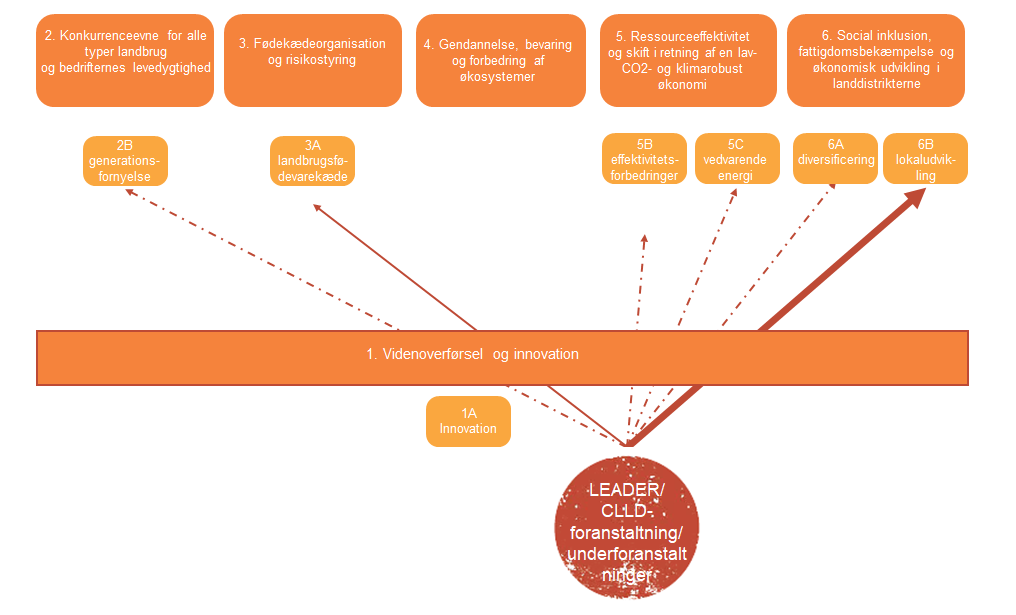 2. Konkurrenceevne for alle
typer landbrug
og bedrifternes levedygtighed
3. Fødekædeorganisation
og risikostyring
4. Gendannelse, bevaring
og forbedring af
økosystemer
5. Ressourceeffektivitet
og skift i retning af en lav-
CO2- og klimarobust
økonomi
6. Social inklusion,
fattigdomsbekæmpelse og
økonomisk udvikling i
landdistrikterne
2B
generations-
fornyelse
3A
landbrugsfø-
devarekæde
5B
effektivitets-
forbedringer
5C
vedvarende
energi
6A
diversificering
6B
lokaludvik-
ling
1. Videnoverførsel og innovation
1A
Innovation
LEADER/
CLLD-
foranstaltning/
underforanstalt
ninger